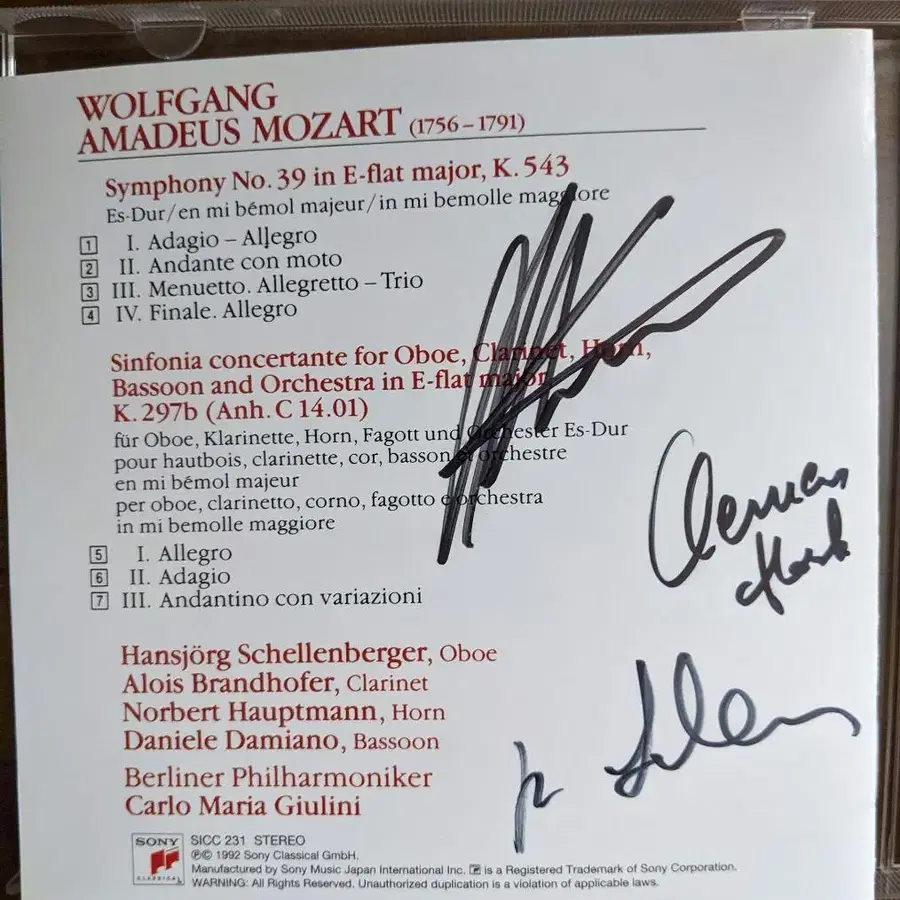 WOLFGANG
AMADEUS MOZART (1756–1791)
Symphony No. 39 in E-flat major, K. 543
Es-Dur/en mi bémol majeur/in mi bemolle maggiore
1 I. Adagio – Allegro
2 II. Andante con moto
3 III. Menuetto. Allegretto – Trio
4 IV. Finale. Allegro
Sinfonia concertante for Oboe, Clarinet, Horn,
Bassoon and Orchestra in E-flat major,
K. 297b (Anh. C 14.01)
für Oboe, Klarinette, Horn, Fagott und Orchester Es-Dur
pour hautbois, clarinette, cor, basson et orchestre
en mi bémol majeur
per oboe, clarinetto, corno, fagotto e orchestra
in mi bemolle maggiore
5 I. Allegro
6 II. Adagio
7 III. Andantino con variazioni
Hansjörg Schellenberger, Oboe
Alois Brandhofer, Clarinet
Norbert Hauptmann, Horn
Daniele Damiano, Bassoon
Berliner Philharmoniker
Carlo Maria Giulini
SONY
CLASSICAL
SICC 231 STEREO
℗© 1992 Sony Classical GmbH.
Manufactured by Sony Music Japan International Inc. is a Registered Trademark of Sony Corporation.
WARNING: All Rights Reserved. Unauthorized duplication is a violation of applicable laws.